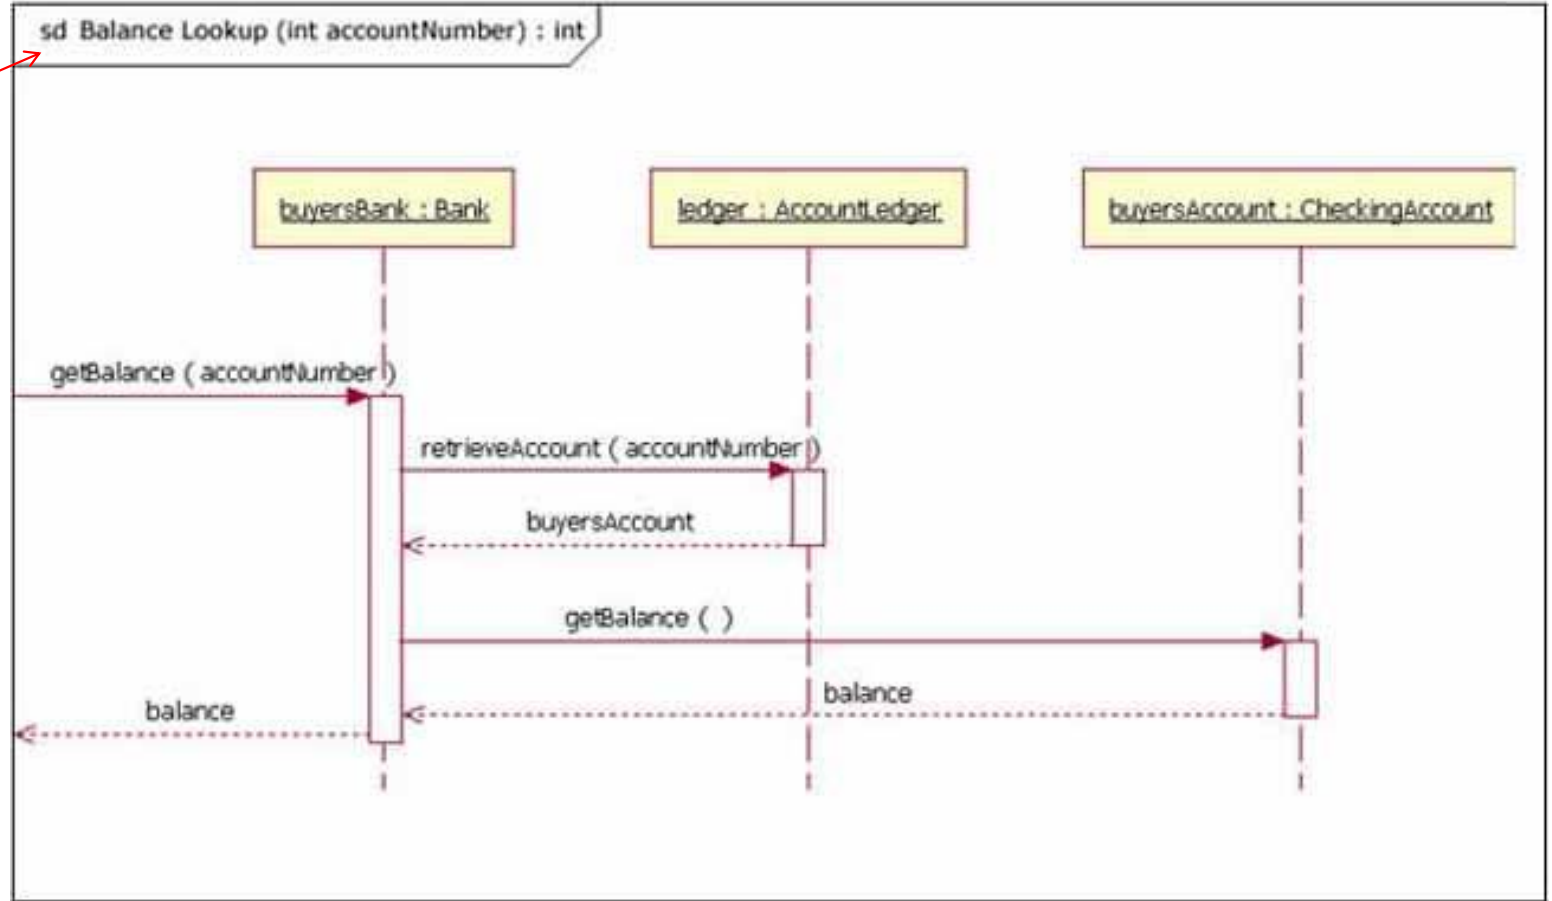 sd Balance Lookup (int accountNumber) : int
buyersBank : Bank
ledger : AccountLedger
buyersAccount : CheckingAccount
getBalance ( accountNumber )
retrieveAccount ( accountNumber )
buyersAccount
getBalance ( )
balance
balance